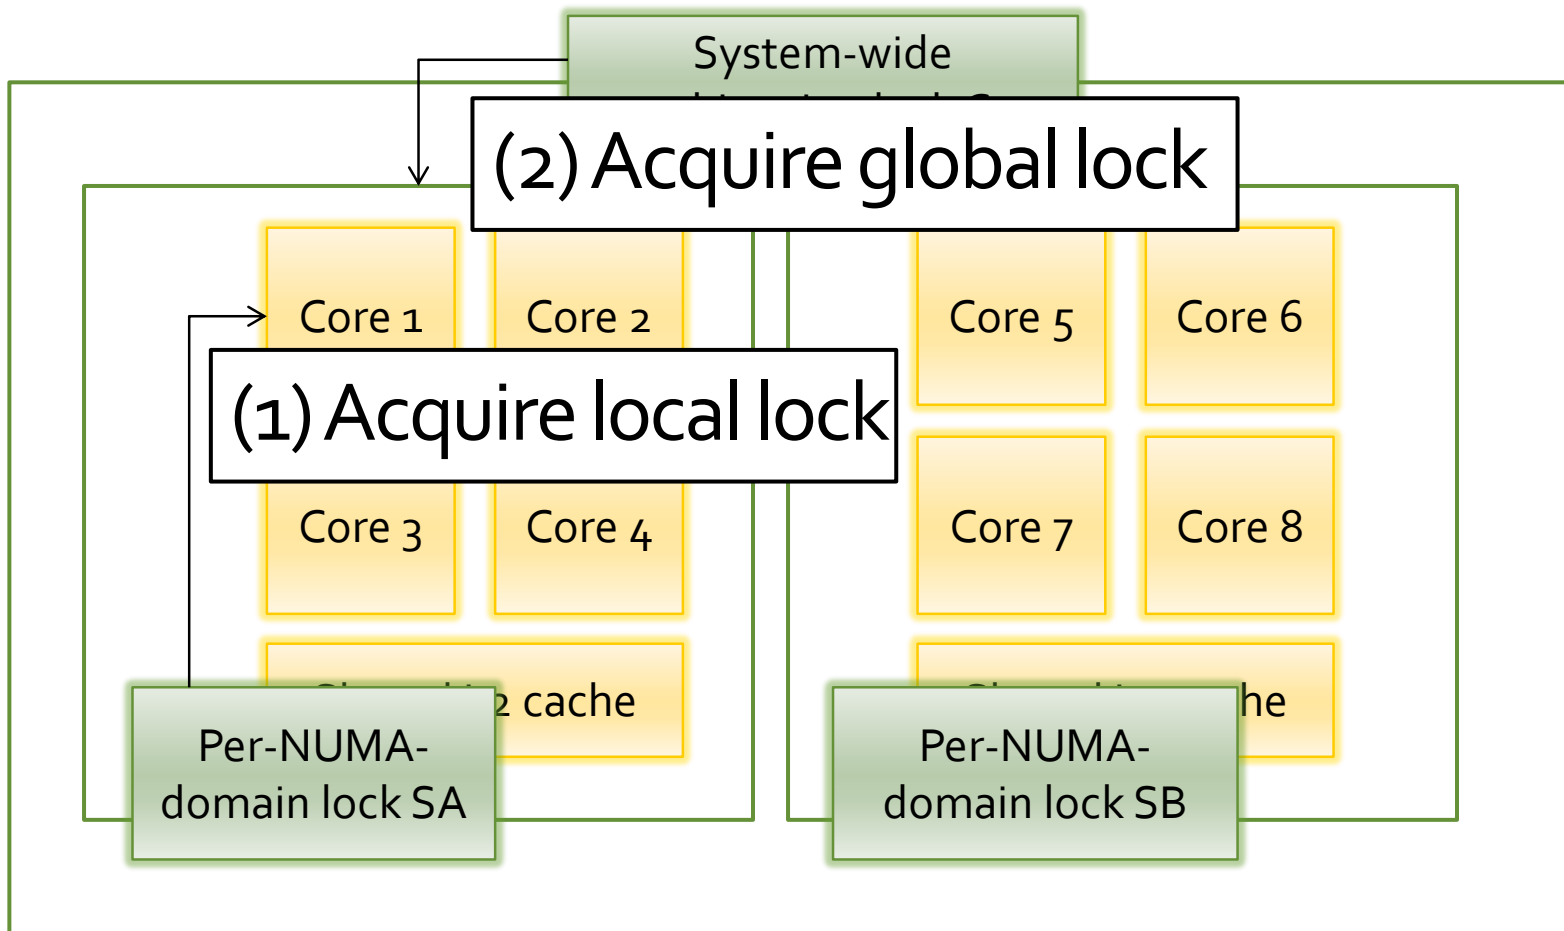 System-wide
(2) Acquire global lock
Core 1
Core 2
Core 5
Core 6
(1) Acquire local lock
Core 3
Core 4
Core 7
Core 8
2 cache
he
Per-NUMA-
domain lock SA
Per-NUMA-
domain lock SB